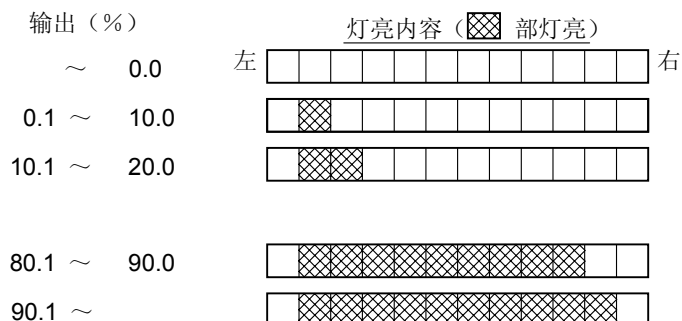 输出（%）
灯亮内容（ 部灯亮）
～ 0.0 左 右
0.1 ～ 10.0
10.1 ～ 20.0
80.1 ～ 90.0
90.1 ～